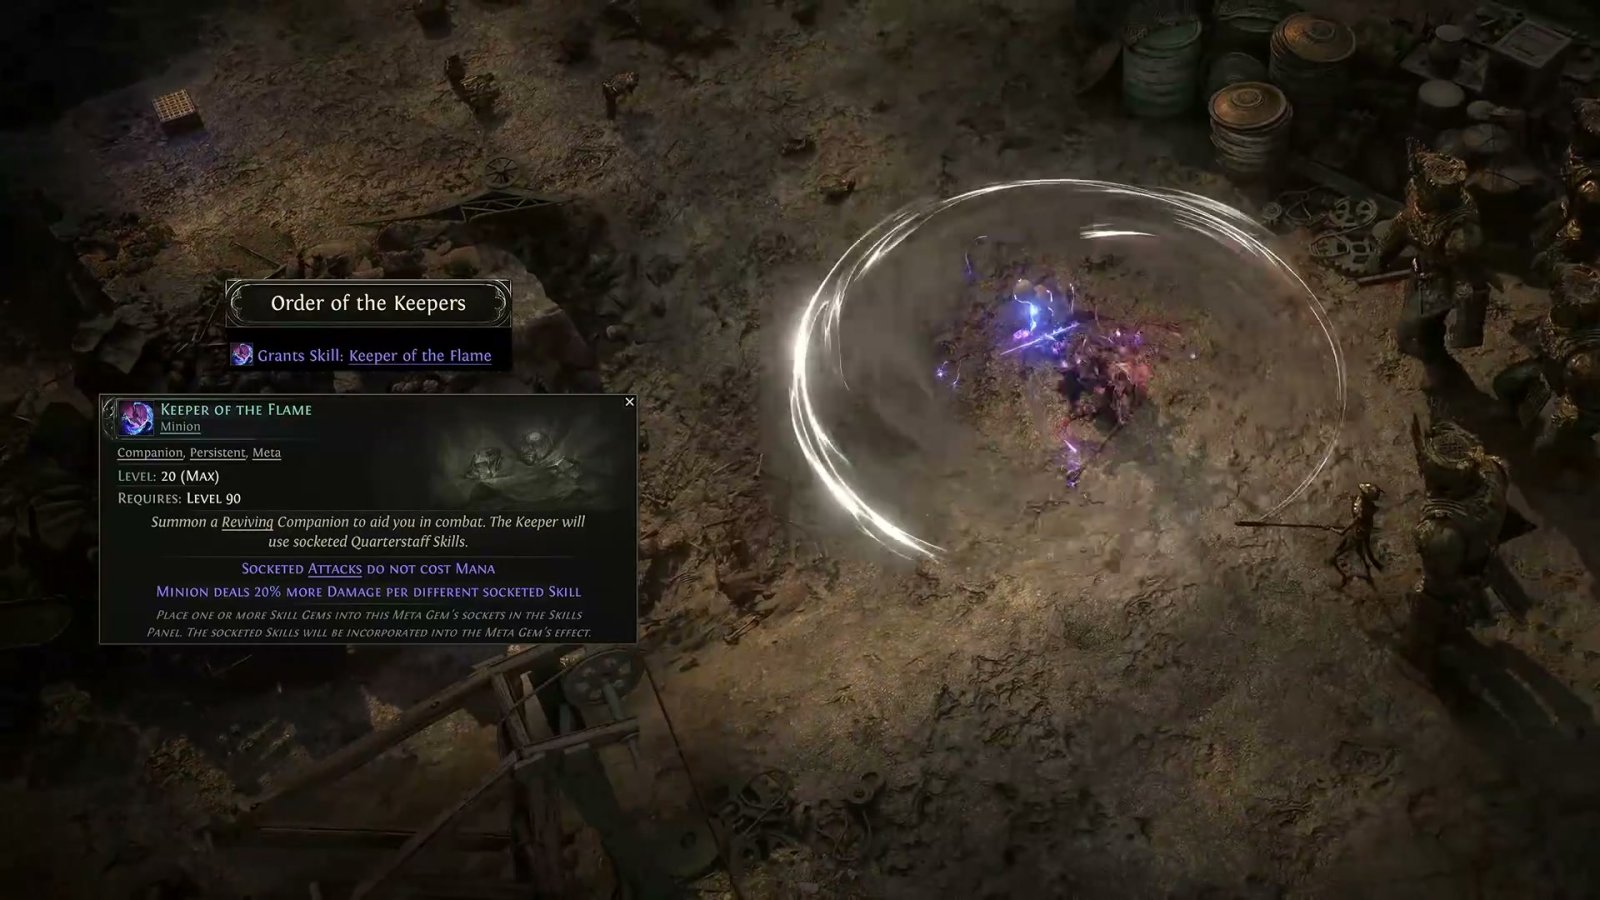 Order of the Keepers
Grants Skill: Keeper of the Flame
Keeper of the Flame
Minion
Companion, Persistent, Meta
Level: 20 (Max)
Requires: Level 90
Summon a Reviving Companion to aid you in combat. The Keeper will
use socketed Quarterstaff Skills.
Socketed Attacks do not cost Mana
Minion deals 20% more Damage per different socketed Skill
Place one or more Skill Gems into this Meta Gem's sockets in the Skills
Panel. The socketed Skills will be incorporated into the Meta Gem's effect.